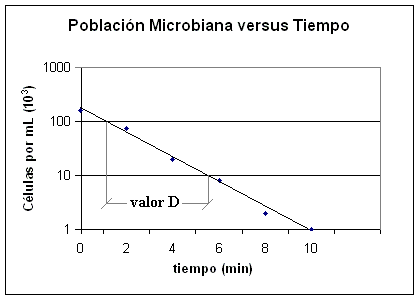 Población Microbiana versus Tiempo
Células por mL (10³)
1000
100
10
1
valor D
0 2 4 6 8 10
tiempo (min)